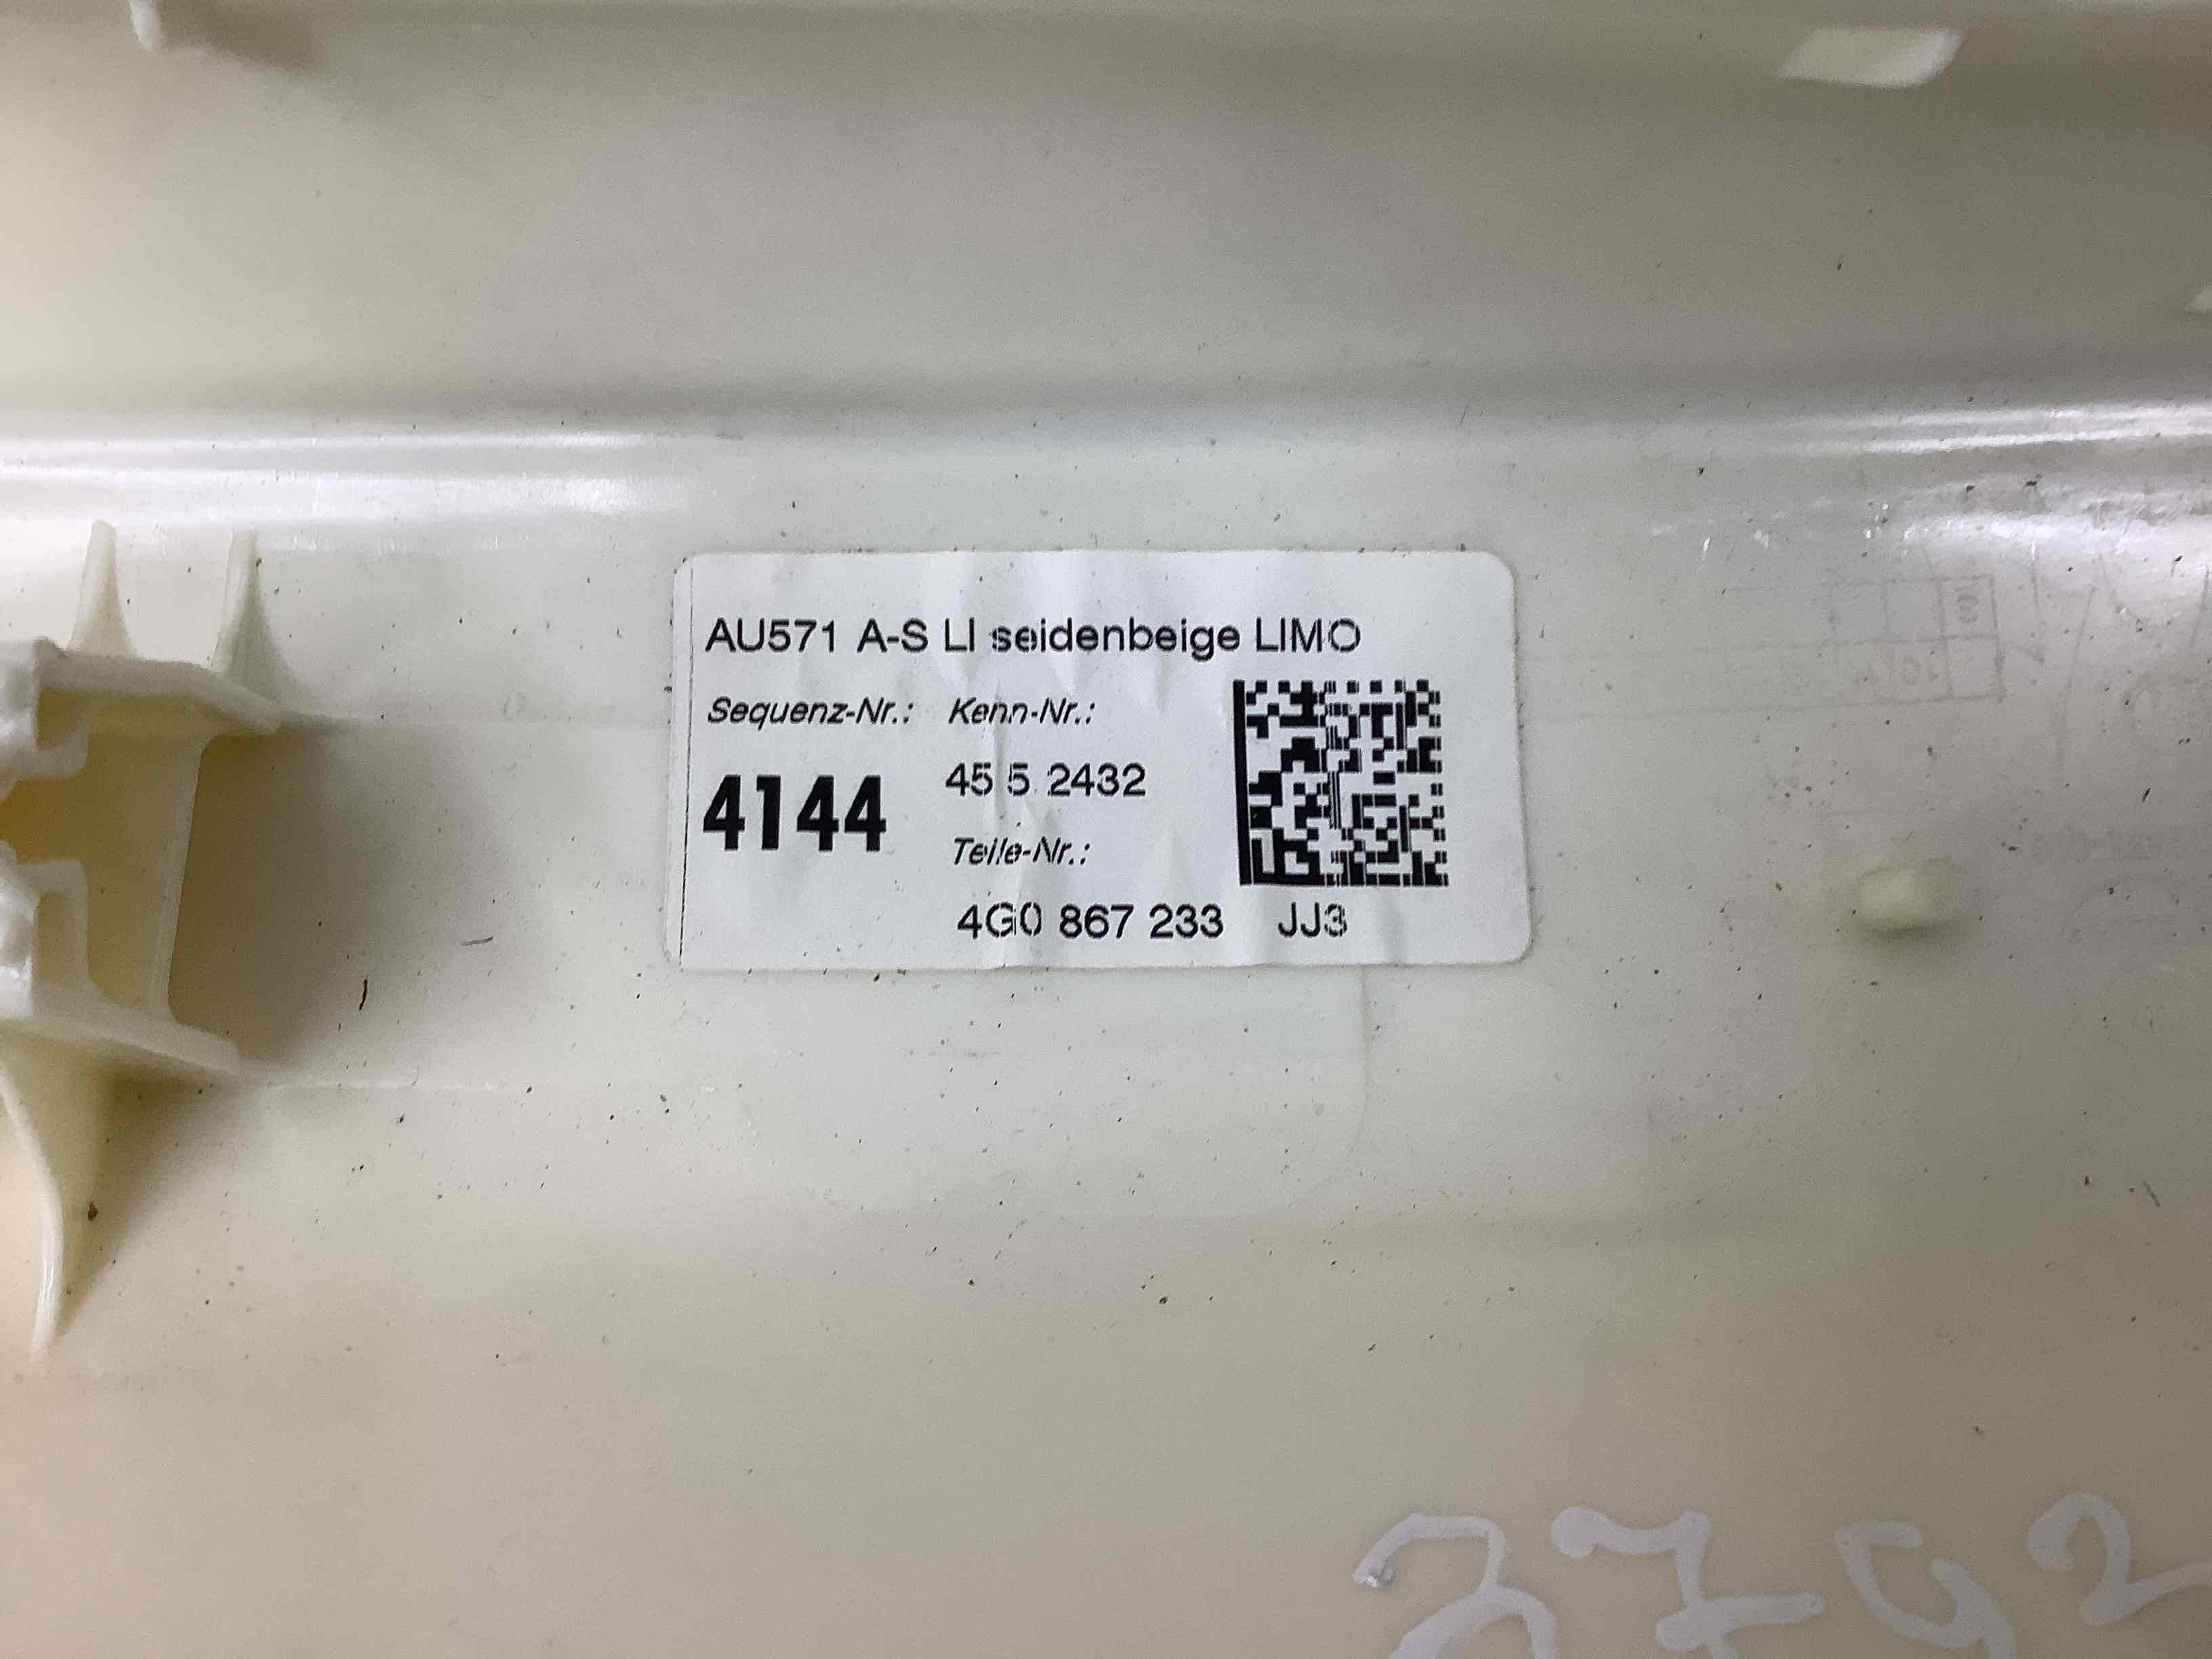 AU571 A-S LI seidenbeige LIMO
Sequenz-Nr.: Kenn-Nr.:
45 5 2432
4144
Teile-Nr.:
4G0 867 233 JJ3